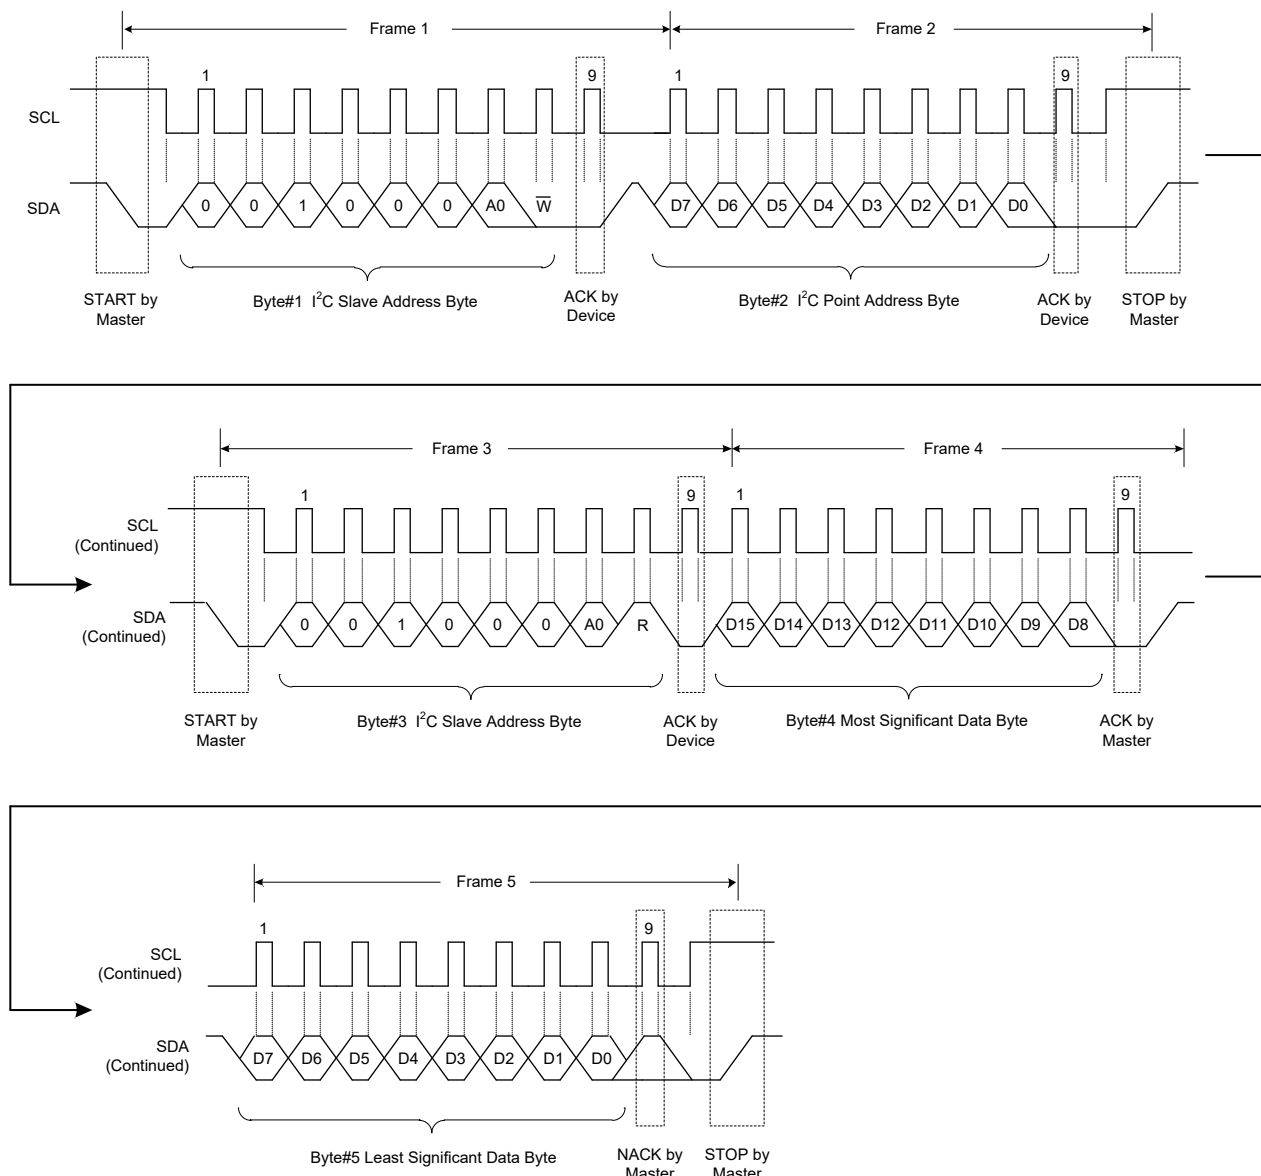 Frame 1 Frame 2
1 9 1 9
SCL
SDA 0 0 1 0 0 0 A0 W̅ D7 D6 D5 D4 D3 D2 D1 D0
START by
Master
Byte#1 I²C Slave Address Byte
ACK by
Device
Byte#2 I²C Point Address Byte
ACK by
Device
STOP by
Master
Frame 3 Frame 4
1 9 1 9
SCL
(Continued)
SDA
(Continued)
0 0 1 0 0 0 A0 R D15 D14 D13 D12 D11 D10 D9 D8
START by
Master
Byte#3 I²C Slave Address Byte
ACK by
Device
Byte#4 Most Significant Data Byte
ACK by
Master
Frame 5
1 9
SCL
(Continued)
SDA
(Continued)
D7 D6 D5 D4 D3 D2 D1 D0
Byte#5 Least Significant Data Byte
NACK by
Master
STOP by
Master